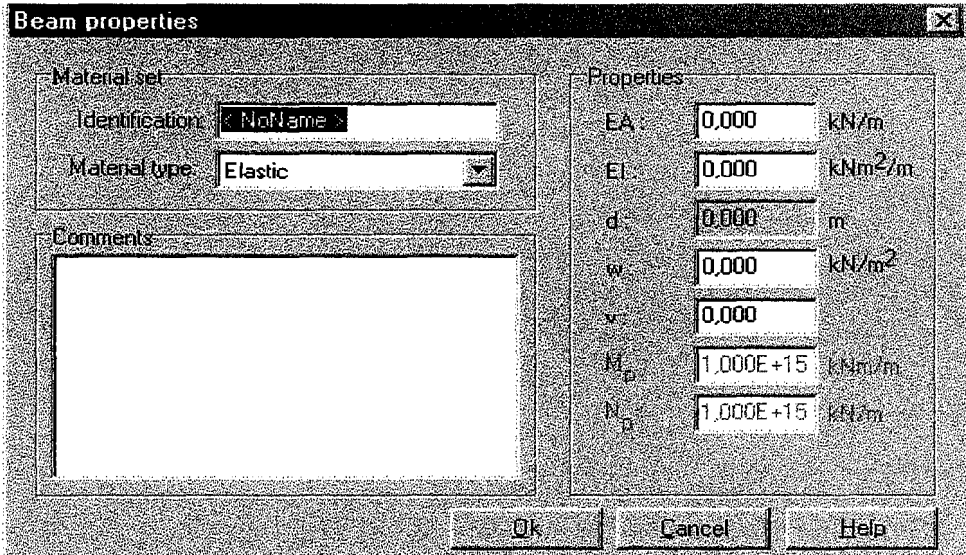 Beam properties
Material set
Identification: < NoName >
Material type: Elastic
Comments
Properties
EA : 0,000 kN/m
EI : 0,000 kNm²/m
d : 0,000 m
w : 0,000 kN/m²
ν : 0,000
Mp : 1,000E+15 kNm/m
Np : 1,000E+15 kN/m
Ok Cancel Help